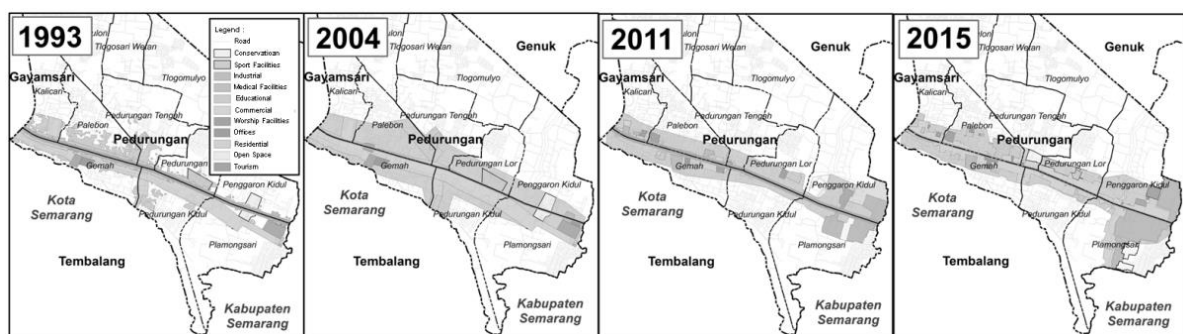 1993
Tlogosari Wetan
Gayamsari
Kalicari
Tlogomulyo
Pedurungan Tengah
Palebon
Pedurungan
Gemah
Pedurungan
Penggaron Kidul
Kota
Semarang
Pedurungan Kidul
Plamongsari
Tembalang
Kabupaten
Semarang
Legend :
Road
Conservatioan
Sport Facilities
Industrial
Medical Facilities
Educational
Commercial
Worship Facilities
Offices
Residential
Open Space
Tourism
2004
Tlogosari Wetan
Genuk
Gayamsari
Kalicari
Tlogomulyo
Pedurungan Tengah
Palebon
Pedurungan
Gemah
Pedurungan Lor
Penggaron Kidul
Kota
Semarang
Pedurungan Kidul
Plamongsari
Tembalang
Kabupaten
Semarang
2011
Tlogosari Wetan
Genuk
Gayamsari
Kalicari
Tlogomulyo
Pedurungan Tengah
Palebon
Pedurungan
Gemah
Pedurungan Lor
Penggaron Kidul
Kota
Semarang
Pedurungan Kidul
Plamongsari
Tembalang
Kabupaten
Semarang
2015
Tlogosari Wetan
Genuk
Gayamsari
Kalicari
Tlogomulyo
Pedurungan Tengah
Palebon
Pedurungan
Gemah
Pedurungan Lor
Penggaron Kidul
Kota
Semarang
Pedurungan Kidul
Plamongsari
Tembalang
Kabupaten
Semarang